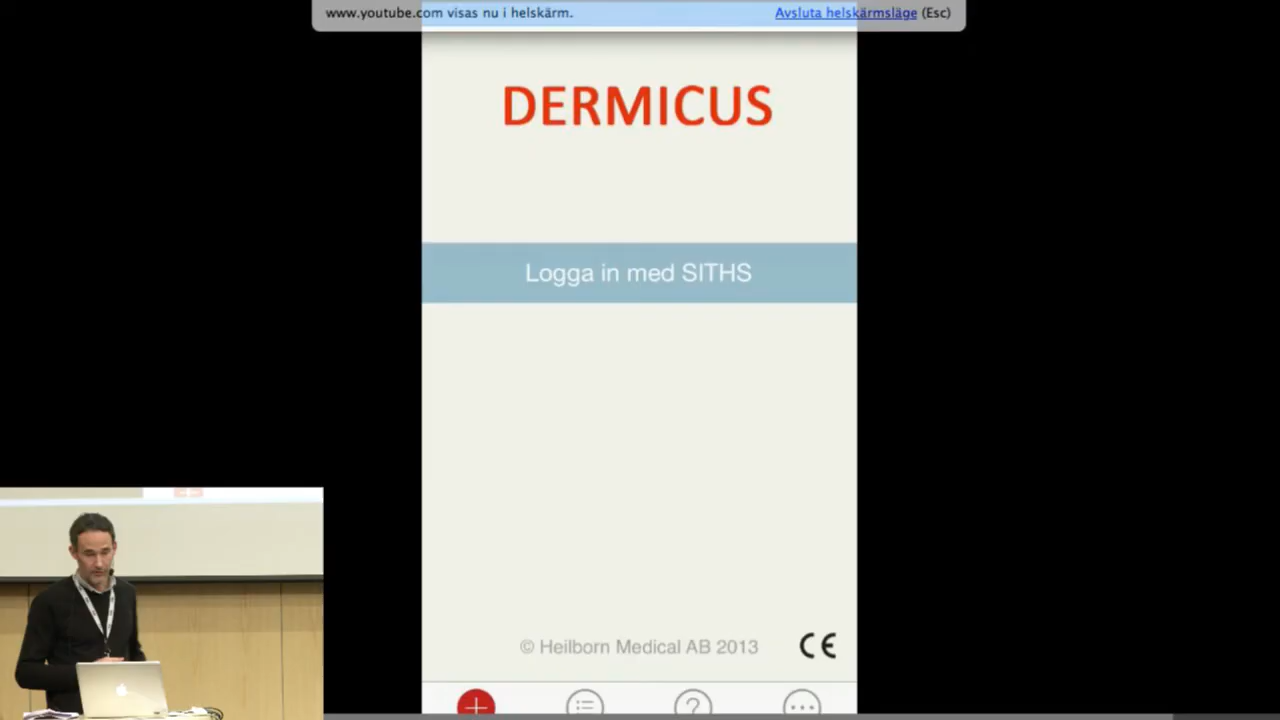 www.youtube.com visas nu i helskärm. Avsluta helskärmsläge (Esc)
DERMICUS
Logga in med SITHS
© Heilborn Medical AB 2013 CE